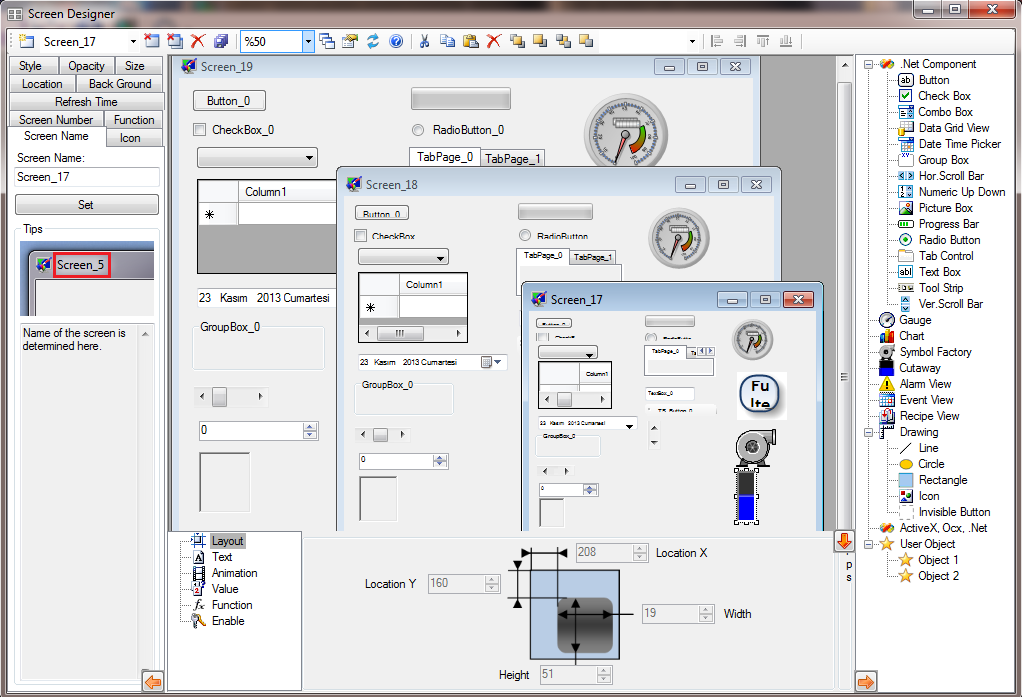 Screen Designer
Screen_17
%50
Style Opacity Size
Location Back Ground
Refresh Time
Screen Number Function
Screen Name Icon
Screen Name:
Screen_17
Set
Tips
Screen_5
Name of the screen is
determined here.
Screen_19
Button_0
CheckBox_0
RadioButton_0
TabPage_0 TabPage_1
Column1
23 Kasım 2013 Cumartesi
GroupBox_0
0
Screen_18
Button_0
CheckBox
RadioButton
TabPage_0 TabPage_1
Column1
23 Kasım 2013 Cumartesi
GroupBox_0
0
Screen_17
Button_0
TabPage_0 Ta
Column1
TextBox_0
23 Kasım 2013 Cumartesi
GroupBox_0
0
Fu
Ite
Layout
Text
Animation
Value
Function
Enable
208 Location X
Location Y 160
19 Width
Height 51
p
s
.Net Component
Button
Check Box
Combo Box
Data Grid View
Date Time Picker
Group Box
Hor.Scroll Bar
Numeric Up Down
Picture Box
Progress Bar
Radio Button
Tab Control
Text Box
Tool Strip
Ver.Scroll Bar
Gauge
Chart
Symbol Factory
Cutaway
Alarm View
Event View
Recipe View
Drawing
Line
Circle
Rectangle
Icon
Invisible Button
ActiveX, Ocx, .Net
User Object
Object 1
Object 2